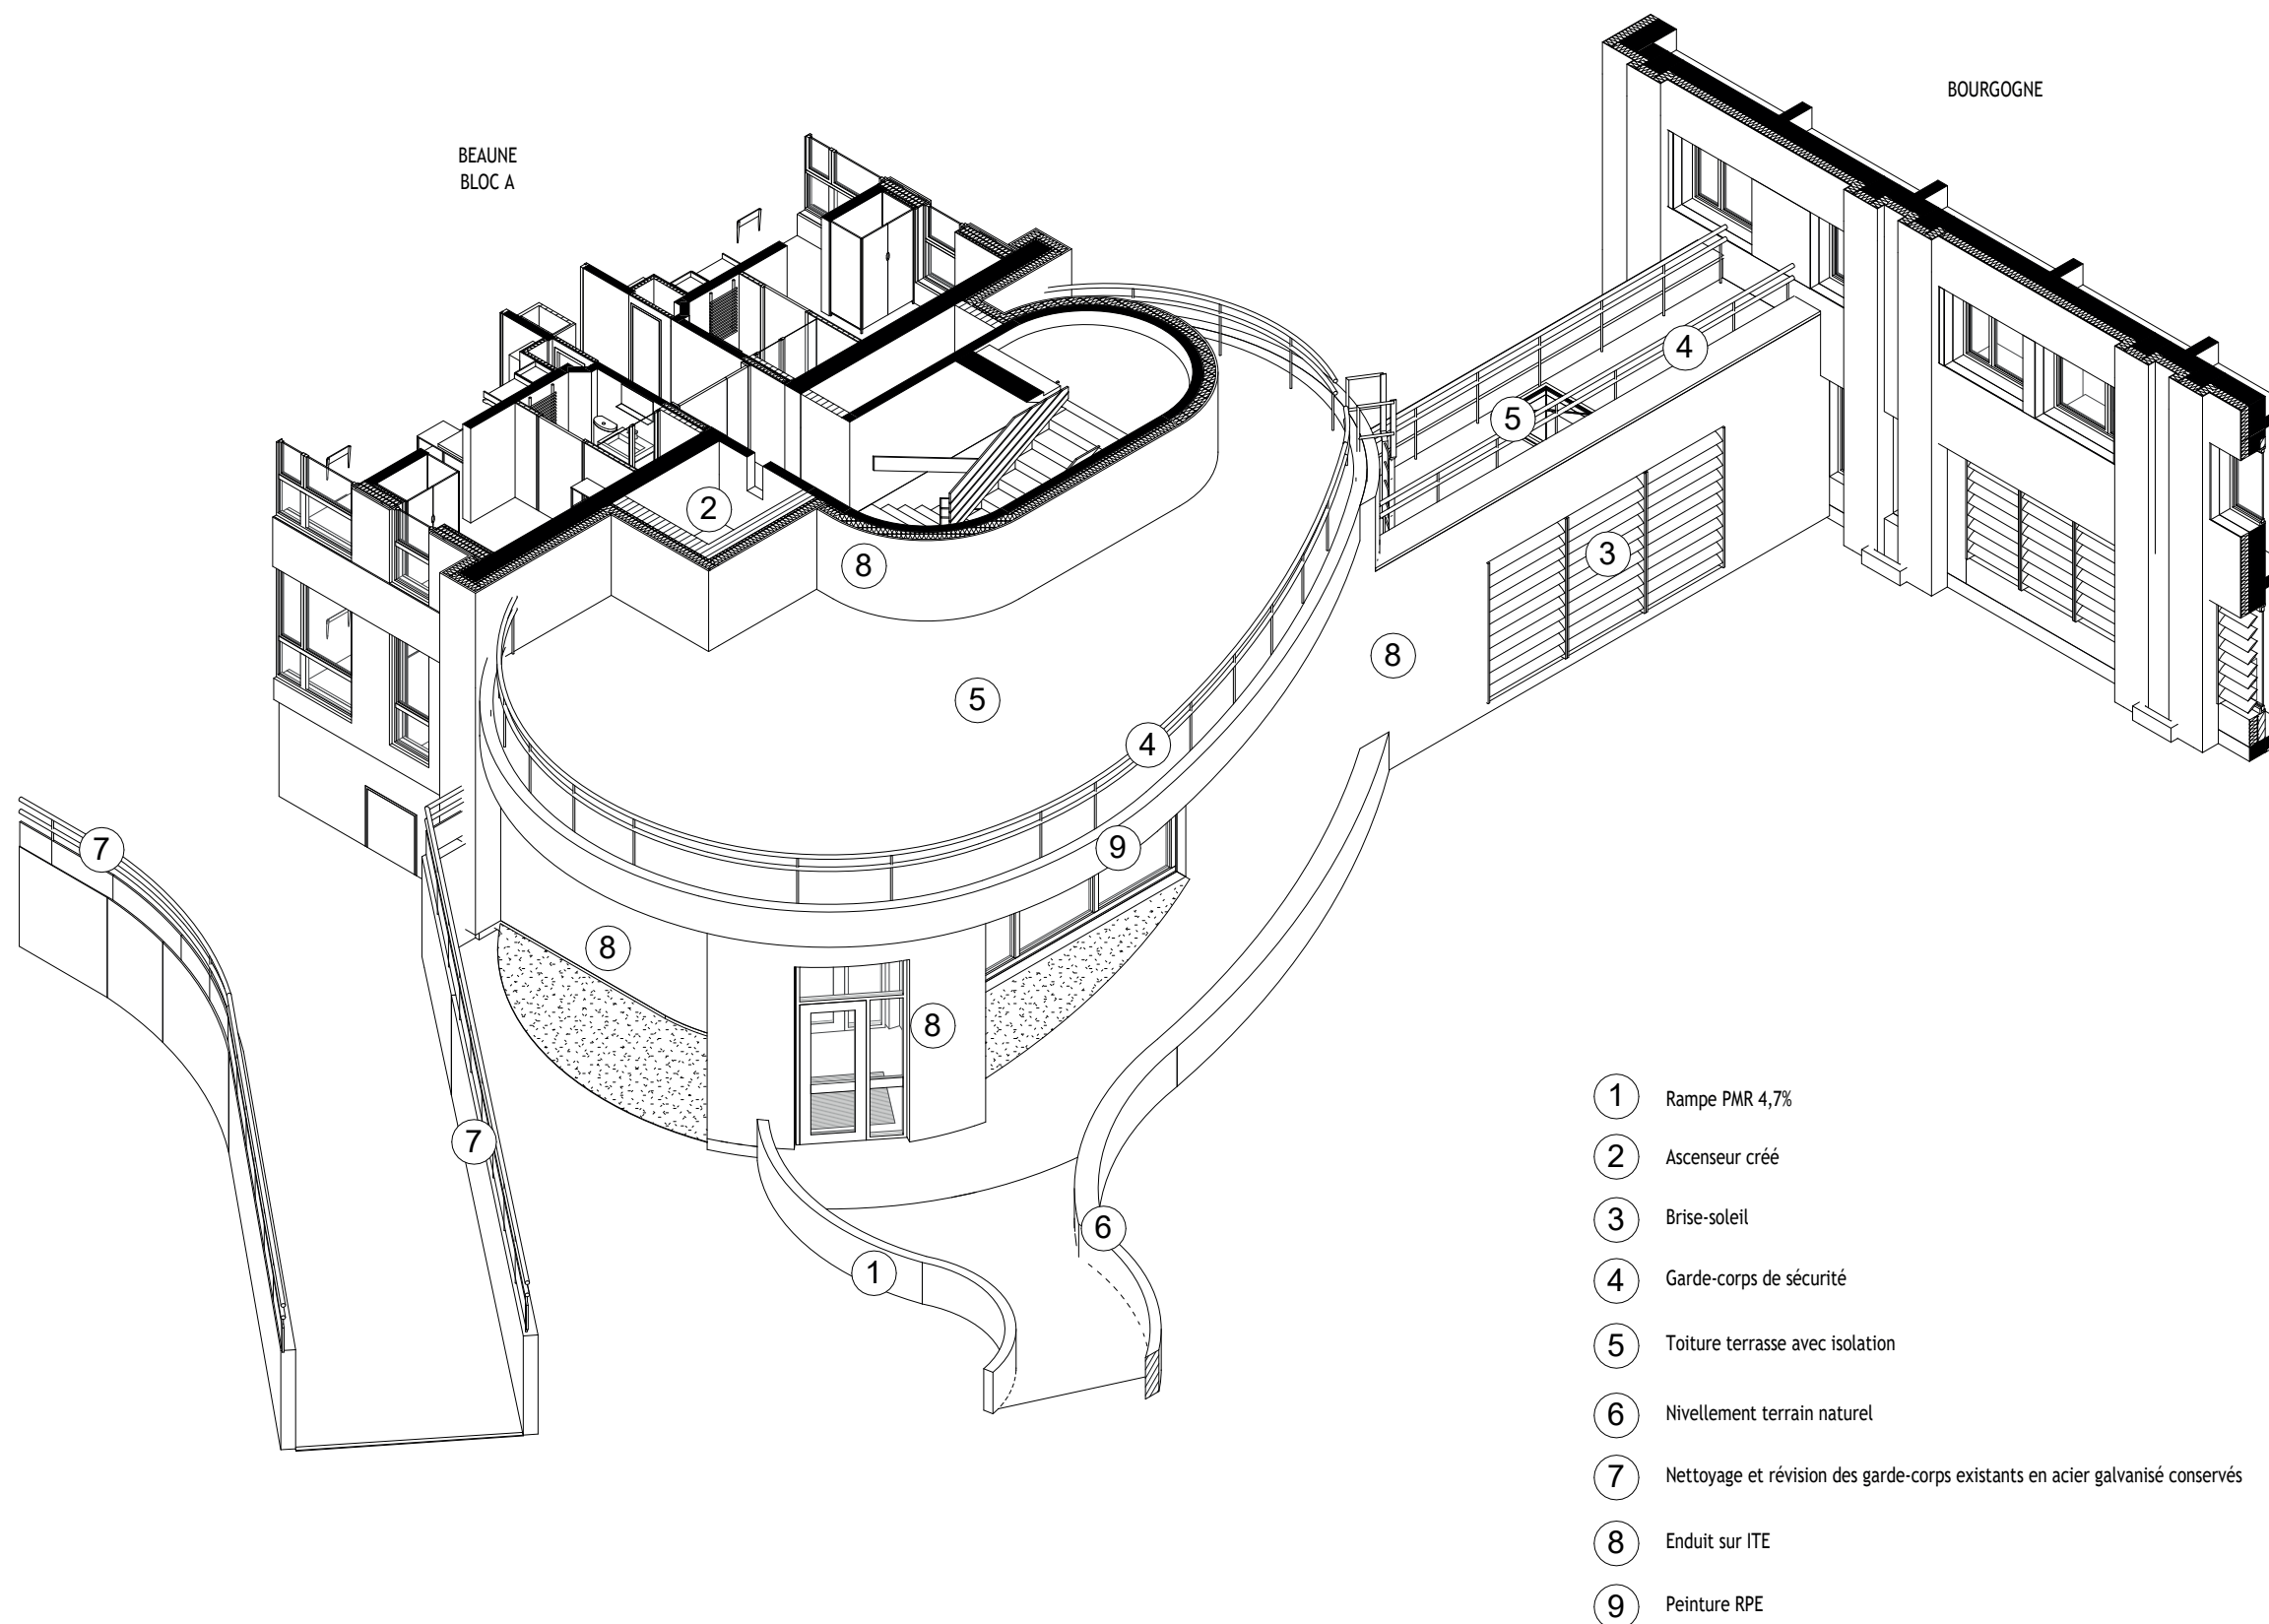 BOURGOGNE
BEAUNE
BLOC A
4
5
2
3
8
8
5
4
7
9
8
8
7
6
1
1 Rampe PMR 4,7%
2 Ascenseur créé
3 Brise-soleil
4 Garde-corps de sécurité
5 Toiture terrasse avec isolation
6 Nivellement terrain naturel
7 Nettoyage et révision des garde-corps existants en acier galvanisé conservés
8 Enduit sur ITE
9 Peinture RPE